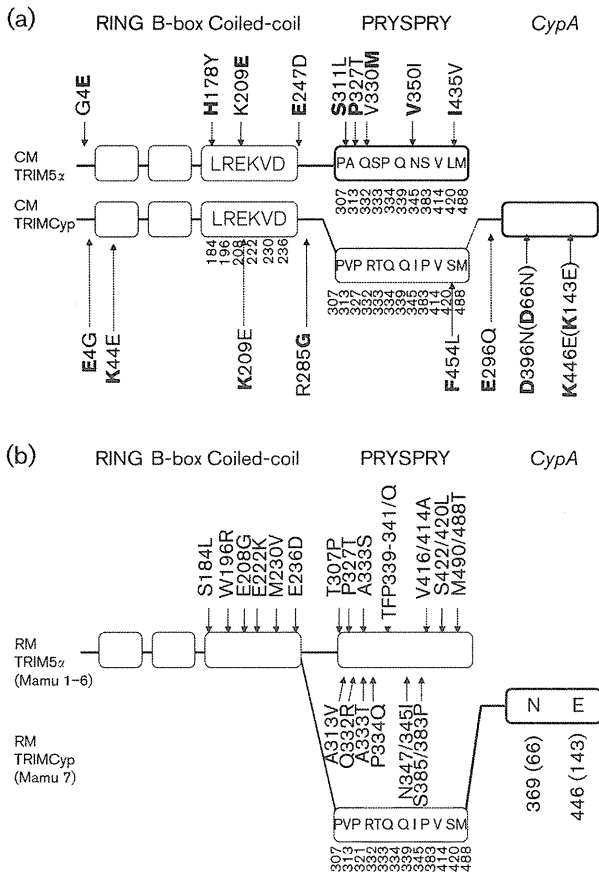 (a)
RING B-box Coiled-coil PRYSPRY CypA
G4E H178Y K209E E247D S311L P327T V330M V350I I435V
CM
TRIM5α
LREKVD PA QSP Q NS V LM
307 313 332 333 334 339 345 383 414 420 488
CM
TRIMCyp
LREKVD
184 196 208 222 230 236
PVP RTQ Q I P V SM
307 313 327 332 333 334 339 345 383 414 420 488
E4G K44E K209E R285G F454L E296Q D396N(D66N) K446E(K143E)
(b)
RING B-box Coiled-coil PRYSPRY CypA
S184L W196R E208G E222K M230V E236D T307P P327T A333S TFP339-341/Q V416/414A S422/420L M490/488T
RM
TRIM5α
(Mamu 1–6)
A313V Q332R A333T P334Q N347/345I S385/383P
N E
369 (66) 446 (143)
RM
TRIMCyp
(Mamu 7)
PVP RTQ Q I P V SM
307 313 321 332 333 334 339 345 383 414 420 488